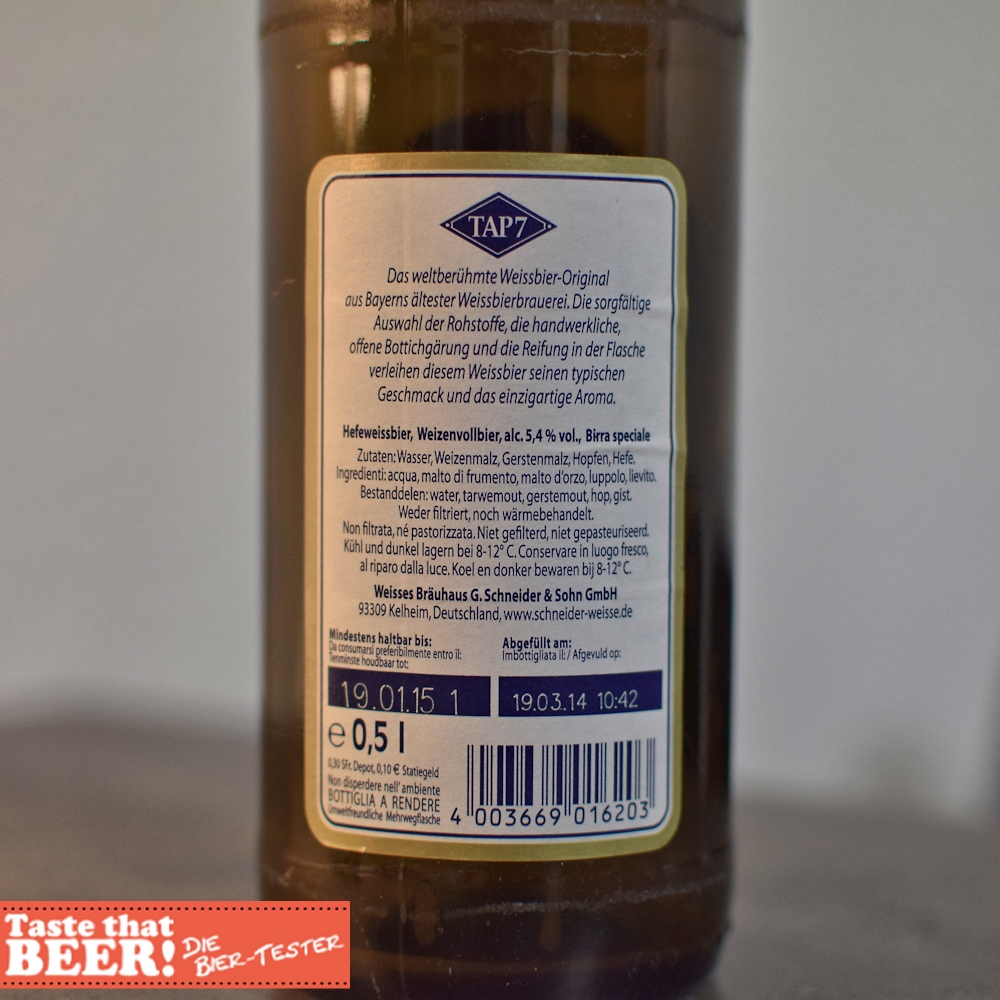 TAP7
Das weltberühmte Weissbier-Original
aus Bayerns ältester Weissbierbrauerei. Die sorgfältige
Auswahl der Rohstoffe, die handwerkliche,
offene Bottichgärung und die Reifung in der Flasche
verleihen diesem Weissbier seinen typischen
Geschmack und das einzigartige Aroma.
Hefeweissbier, Weizenvollbier, alc. 5,4 % vol., Birra speciale
Zutaten: Wasser, Weizenmalz, Gerstenmalz, Hopfen, Hefe.
Ingredienti: acqua, malto di frumento, malto d'orzo, luppolo, lievito.
Bestanddelen: water, tarwemout, gerstemout, hop, gist.
Weder filtriert, noch wärmebehandelt.
Non filtrata, né pastorizzata. Niet gefilterd, niet gepasteuriseerd.
Kühl und dunkel lagern bei 8-12° C. Conservare in luogo fresco,
al riparo dalla luce. Koel en donker bewaren bij 8-12° C.
Weisses Bräuhaus G. Schneider & Sohn GmbH
93309 Kelheim, Deutschland, www.schneider-weisse.de
Mindestens haltbar bis:
Da consumarsi preferibilmente entro il:
Tenminste houdbaar tot:
19.01.15 1
Abgefüllt am:
Imbottigliata il: / Afgevuld op:
19.03.14 10:42
℮ 0,5 l
0,30 SFr. Depot, 0,10 € Statiegeld
Non disperdere nell' ambiente
BOTTIGLIA A RENDERE
Umweltfreundliche Mehrwegflasche
4 003669 016203
Taste that
BEER!
DIE
BIER-TESTER